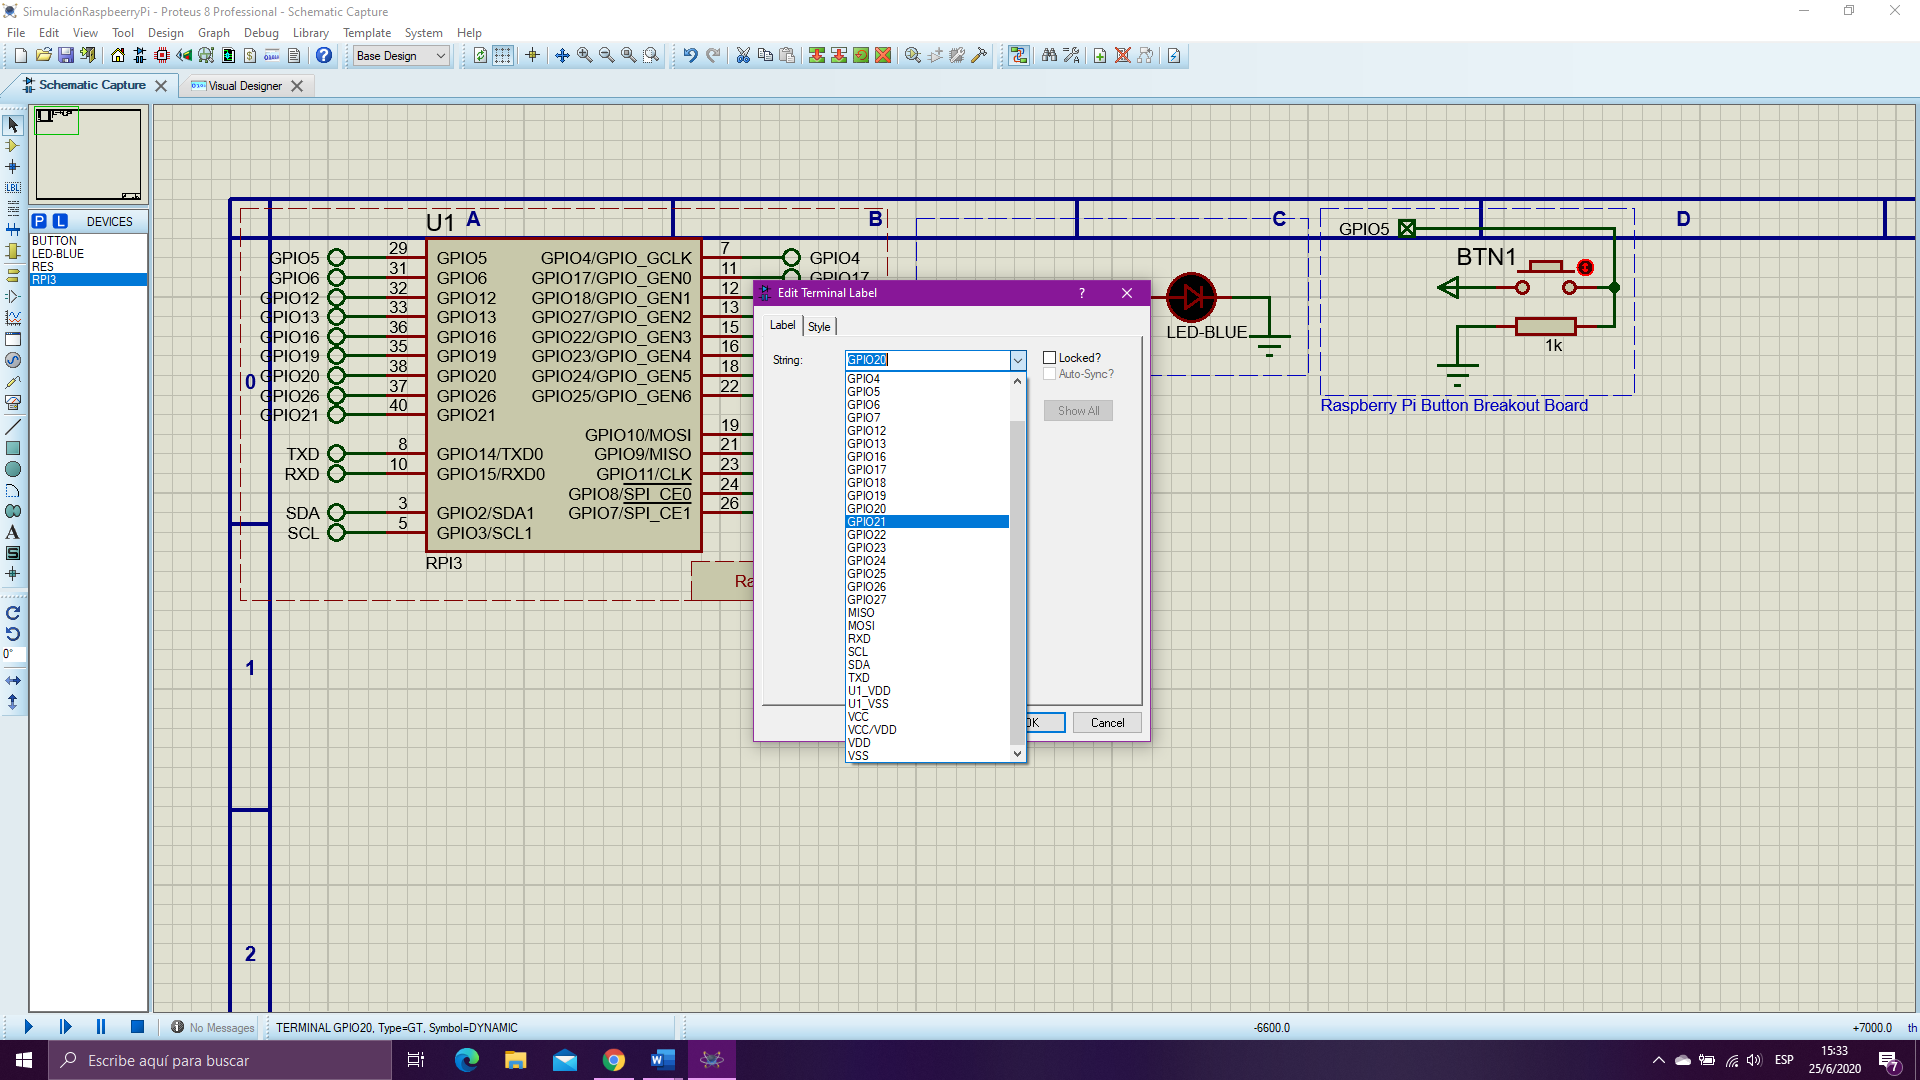 SimulaciónRaspbeerryPi - Proteus 8 Professional - Schematic Capture
File Edit View Tool Design Graph Debug Library Template System Help
Base Design
Schematic Capture
Visual Designer
P L DEVICES
BUTTON
LED-BLUE
RES
RPI3
LBL
A
S
0°
A B C D
0
1
2
U1
GPIO5 29 GPIO5
GPIO6 31 GPIO6
GPIO12 32 GPIO12
GPIO13 33 GPIO13
GPIO16 36 GPIO16
GPIO19 35 GPIO19
GPIO20 38 GPIO20
GPIO26 37 GPIO26
GPIO21 40 GPIO21
TXD 8 GPIO14/TXD0
RXD 10 GPIO15/RXD0
SDA 3 GPIO2/SDA1
SCL 5 GPIO3/SCL1
GPIO4/GPIO_GCLK 7 GPIO4
GPIO17/GPIO_GEN0 11 GPIO17
GPIO18/GPIO_GEN1 12
GPIO27/GPIO_GEN2 13
GPIO22/GPIO_GEN3 15
GPIO23/GPIO_GEN4 16
GPIO24/GPIO_GEN5 18
GPIO25/GPIO_GEN6 22
GPIO10/MOSI 19
GPIO9/MISO 21
GPIO11/CLK 23
GPIO8/SPI_CE0 24
GPIO7/SPI_CE1 26
RPI3
Ra
Edit Terminal Label
?
Label Style
String: GPIO20
Locked?
Auto-Sync?
Show All
GPIO4
GPIO5
GPIO6
GPIO7
GPIO12
GPIO13
GPIO16
GPIO17
GPIO18
GPIO19
GPIO20
GPIO21
GPIO22
GPIO23
GPIO24
GPIO25
GPIO26
GPIO27
MISO
MOSI
RXD
SCL
SDA
TXD
U1_VDD
U1_VSS
VCC
VCC/VDD
VDD
VSS
OK
Cancel
LED-BLUE
GPIO5
BTN1
1k
Raspberry Pi Button Breakout Board
No Messages
TERMINAL GPIO20, Type=GT, Symbol=DYNAMIC
-6600.0
+7000.0 th
Escribe aquí para buscar
ESP
15:33
25/6/2020
7